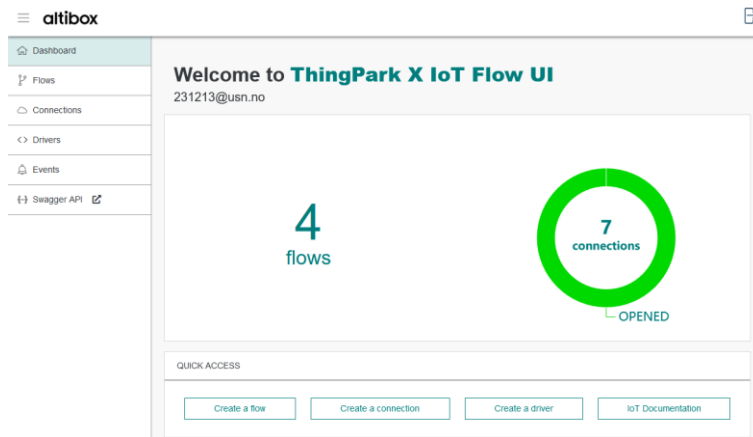 altibox
Dashboard
Flows
Connections
Drivers
Events
Swagger API
Welcome to ThingPark X IoT Flow UI
231213@usn.no
4
flows
7
connections
OPENED
QUICK ACCESS
Create a flow
Create a connection
Create a driver
IoT Documentation